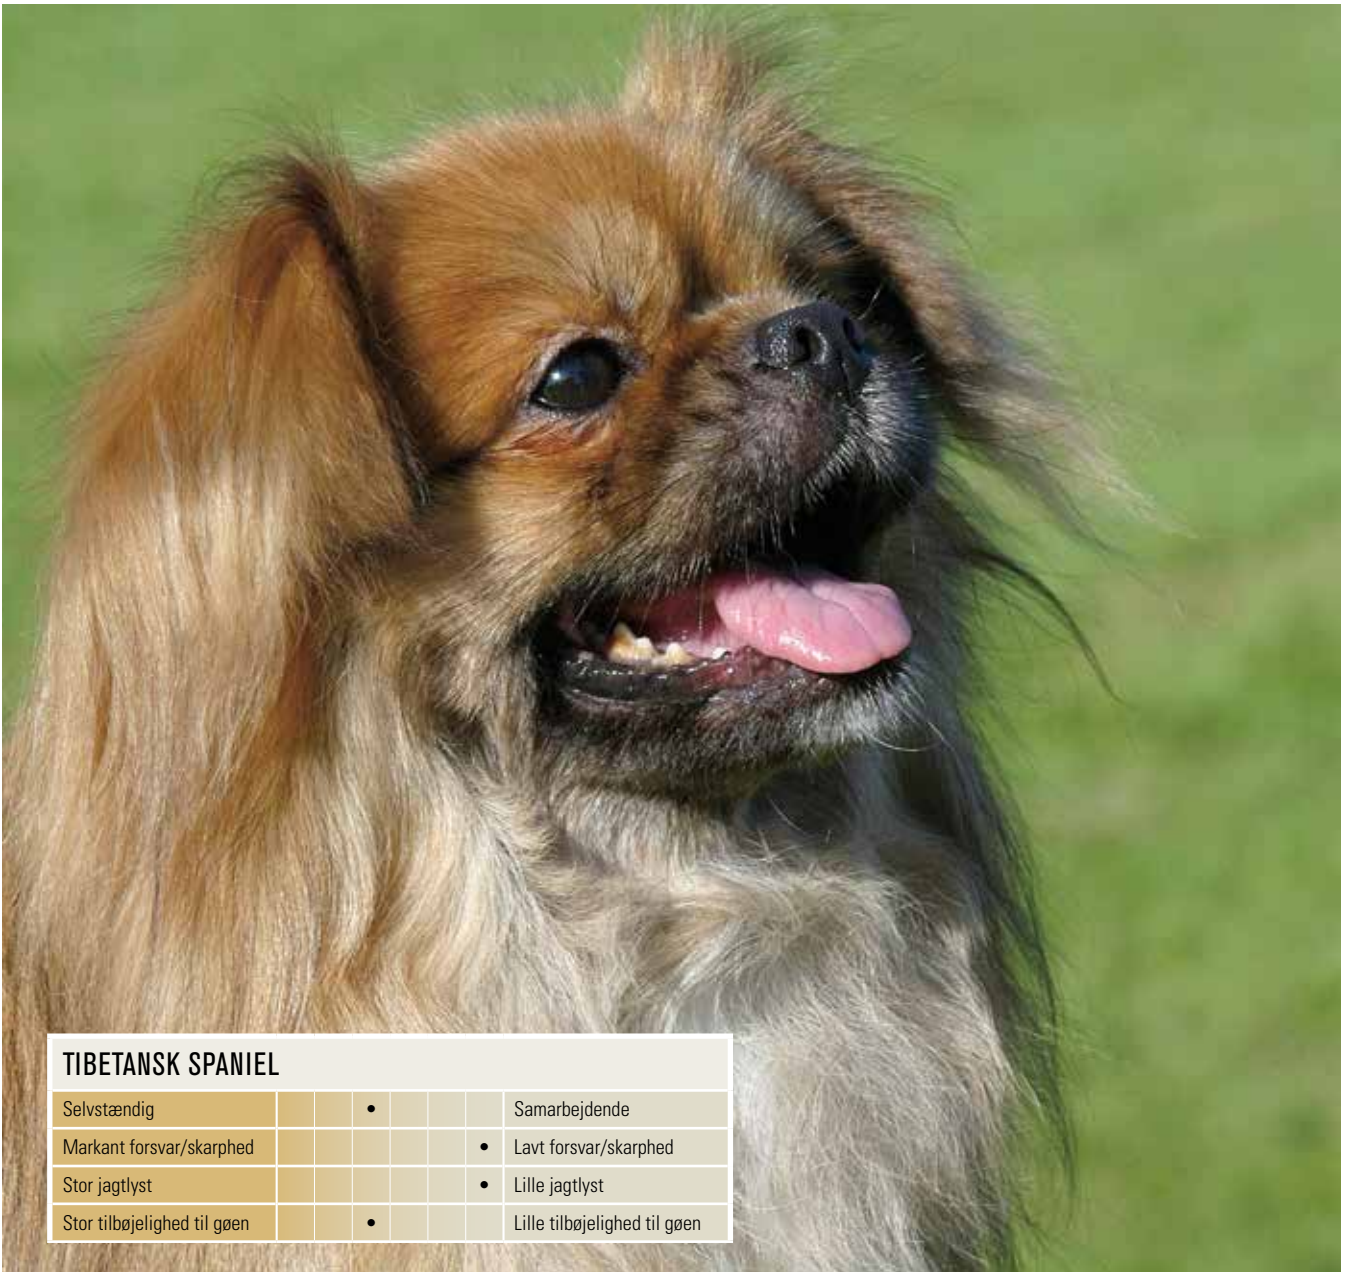 TIBETANSK SPANIEL
Selvstændig • Samarbejdende
Markant forsvar/skarphed • Lavt forsvar/skarphed
Stor jagtlyst • Lille jagtlyst
Stor tilbøjelighed til gøen • Lille tilbøjelighed til gøen